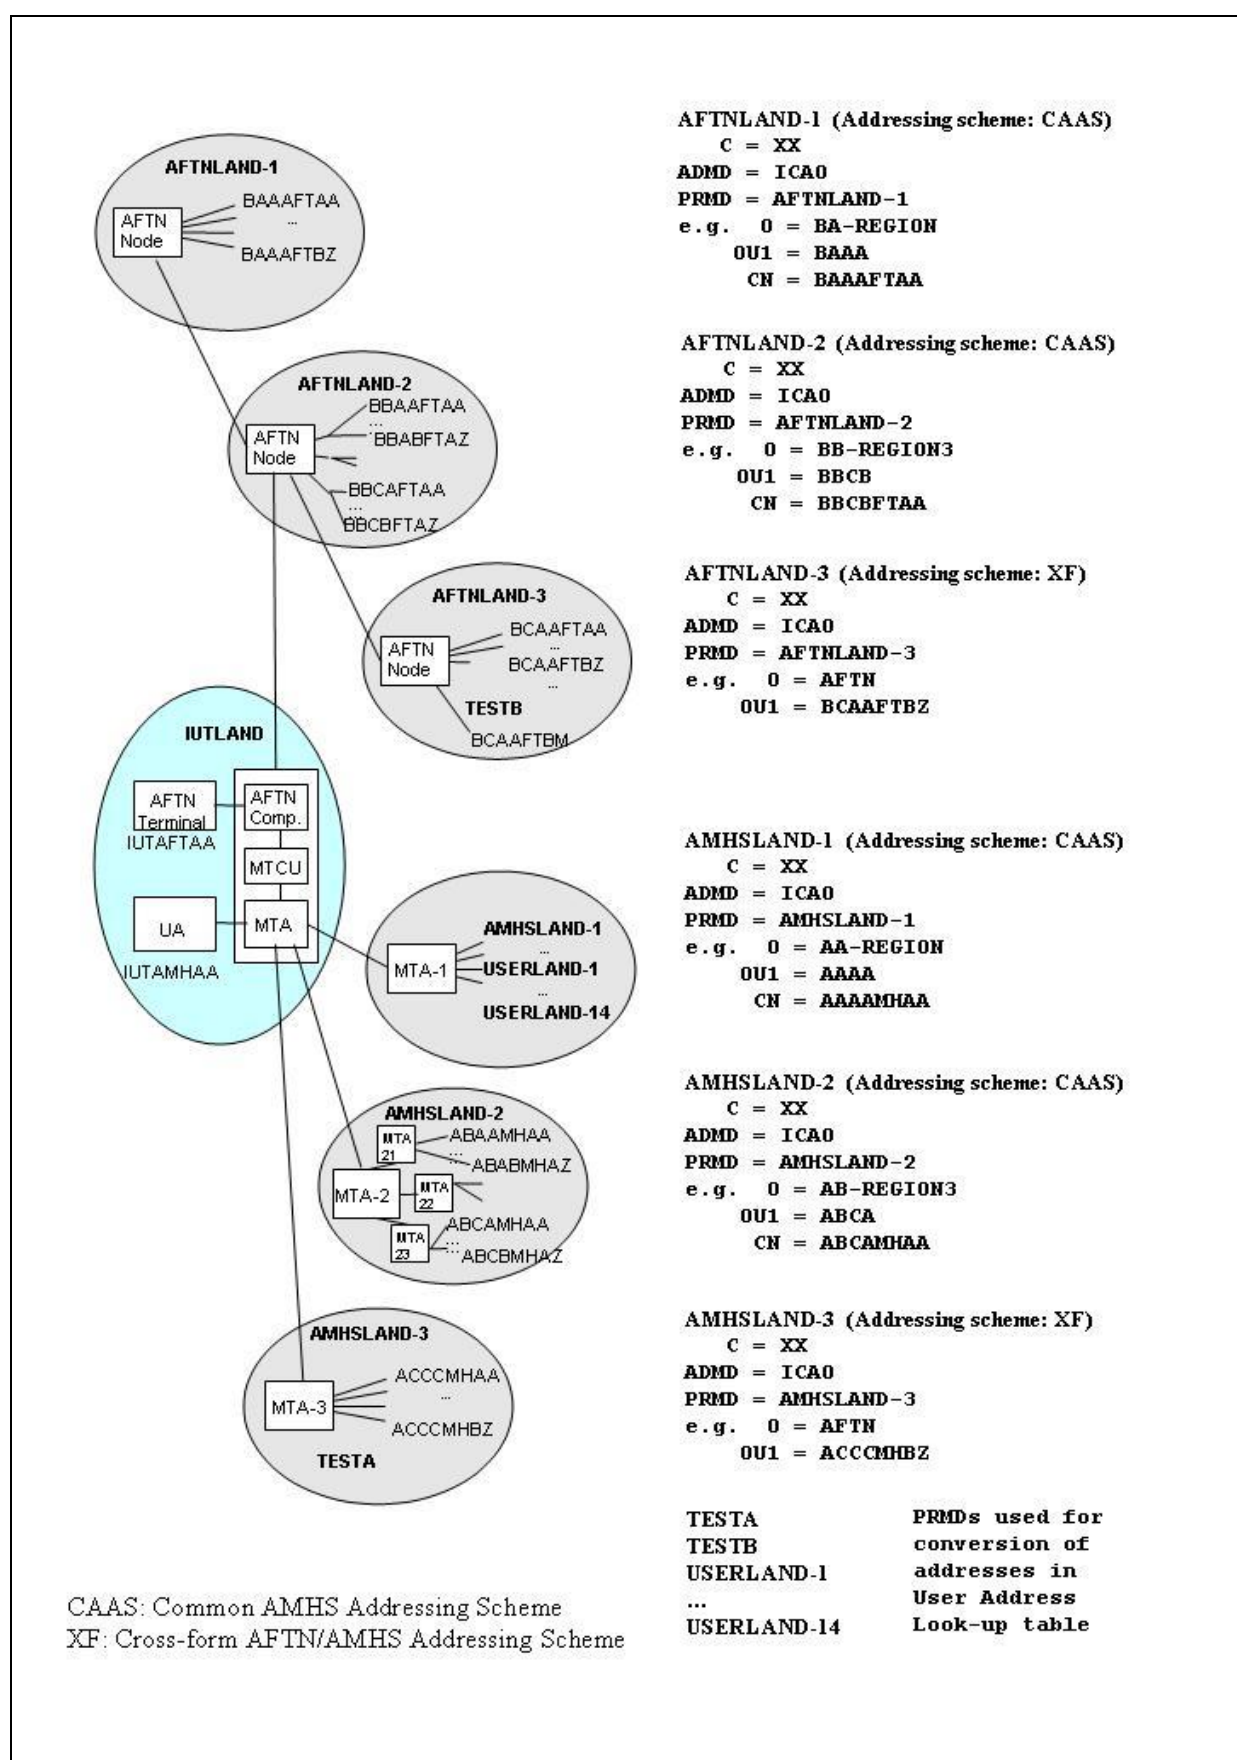 AFTNLAND-1
AFTN
Node
BAAAFTAA
...
BAAAFTBZ
AFTNLAND-1 (Addressing scheme: CAAS)
C = XX
ADMD = ICAO
PRMD = AFTNLAND-1
e.g. O = BA-REGION
OU1 = BAAA
CN = BAAAFTAA
AFTNLAND-2
AFTN
Node
BBAAFTAA
...
BBABFTAZ
BBCAFTAA
...
BBCBFTAZ
AFTNLAND-2 (Addressing scheme: CAAS)
C = XX
ADMD = ICAO
PRMD = AFTNLAND-2
e.g. O = BB-REGION3
OU1 = BBCB
CN = BBCBFTAA
AFTNLAND-3
AFTN
Node
BCAAFTAA
...
BCAAFTBZ
...
TESTB
BCAAFTBM
AFTNLAND-3 (Addressing scheme: XF)
C = XX
ADMD = ICAO
PRMD = AFTNLAND-3
e.g. O = AFTN
OU1 = BCAAFTBZ
IUTLAND
AFTN
Terminal
IUTAFTAA
AFTN
Comp.
MTCU
UA
MTA
IUTAMHAA
MTA-1
AMHSLAND-1
...
USERLAND-1
...
USERLAND-14
AMHSLAND-1 (Addressing scheme: CAAS)
C = XX
ADMD = ICAO
PRMD = AMHSLAND-1
e.g. O = AA-REGION
OU1 = AAAA
CN = AAAAMHAA
AMHSLAND-2
MTA
21
ABAAMHAA
...
ABABMHAZ
MTA-2
MTA
22
MTA
23
ABCAMHAA
...
ABCBMHAZ
AMHSLAND-2 (Addressing scheme: CAAS)
C = XX
ADMD = ICAO
PRMD = AMHSLAND-2
e.g. O = AB-REGION3
OU1 = ABCA
CN = ABCAMHAA
AMHSLAND-3
MTA-3
ACCCMHAA
...
ACCCMHBZ
TESTA
AMHSLAND-3 (Addressing scheme: XF)
C = XX
ADMD = ICAO
PRMD = AMHSLAND-3
e.g. O = AFTN
OU1 = ACCCMHBZ
TESTA PRMDs used for
TESTB conversion of
USERLAND-1 addresses in
... User Address
USERLAND-14 Look-up table
CAAS: Common AMHS Addressing Scheme
XF: Cross-form AFTN/AMHS Addressing Scheme